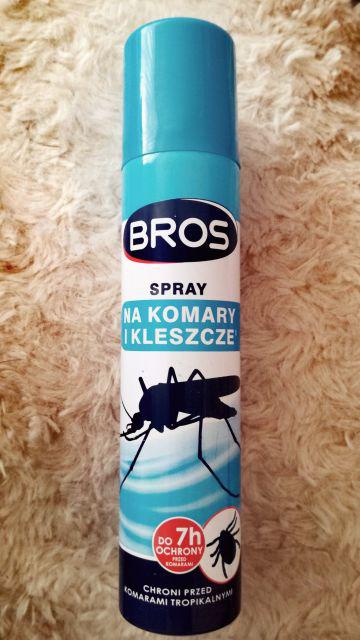 BROS
SPRAY
NA KOMARY
I KLESZCZE*
DO 7h
OCHRONY
PRZED
KOMARAMI
CHRONI PRZED
KOMARAMI TROPIKALNYMI